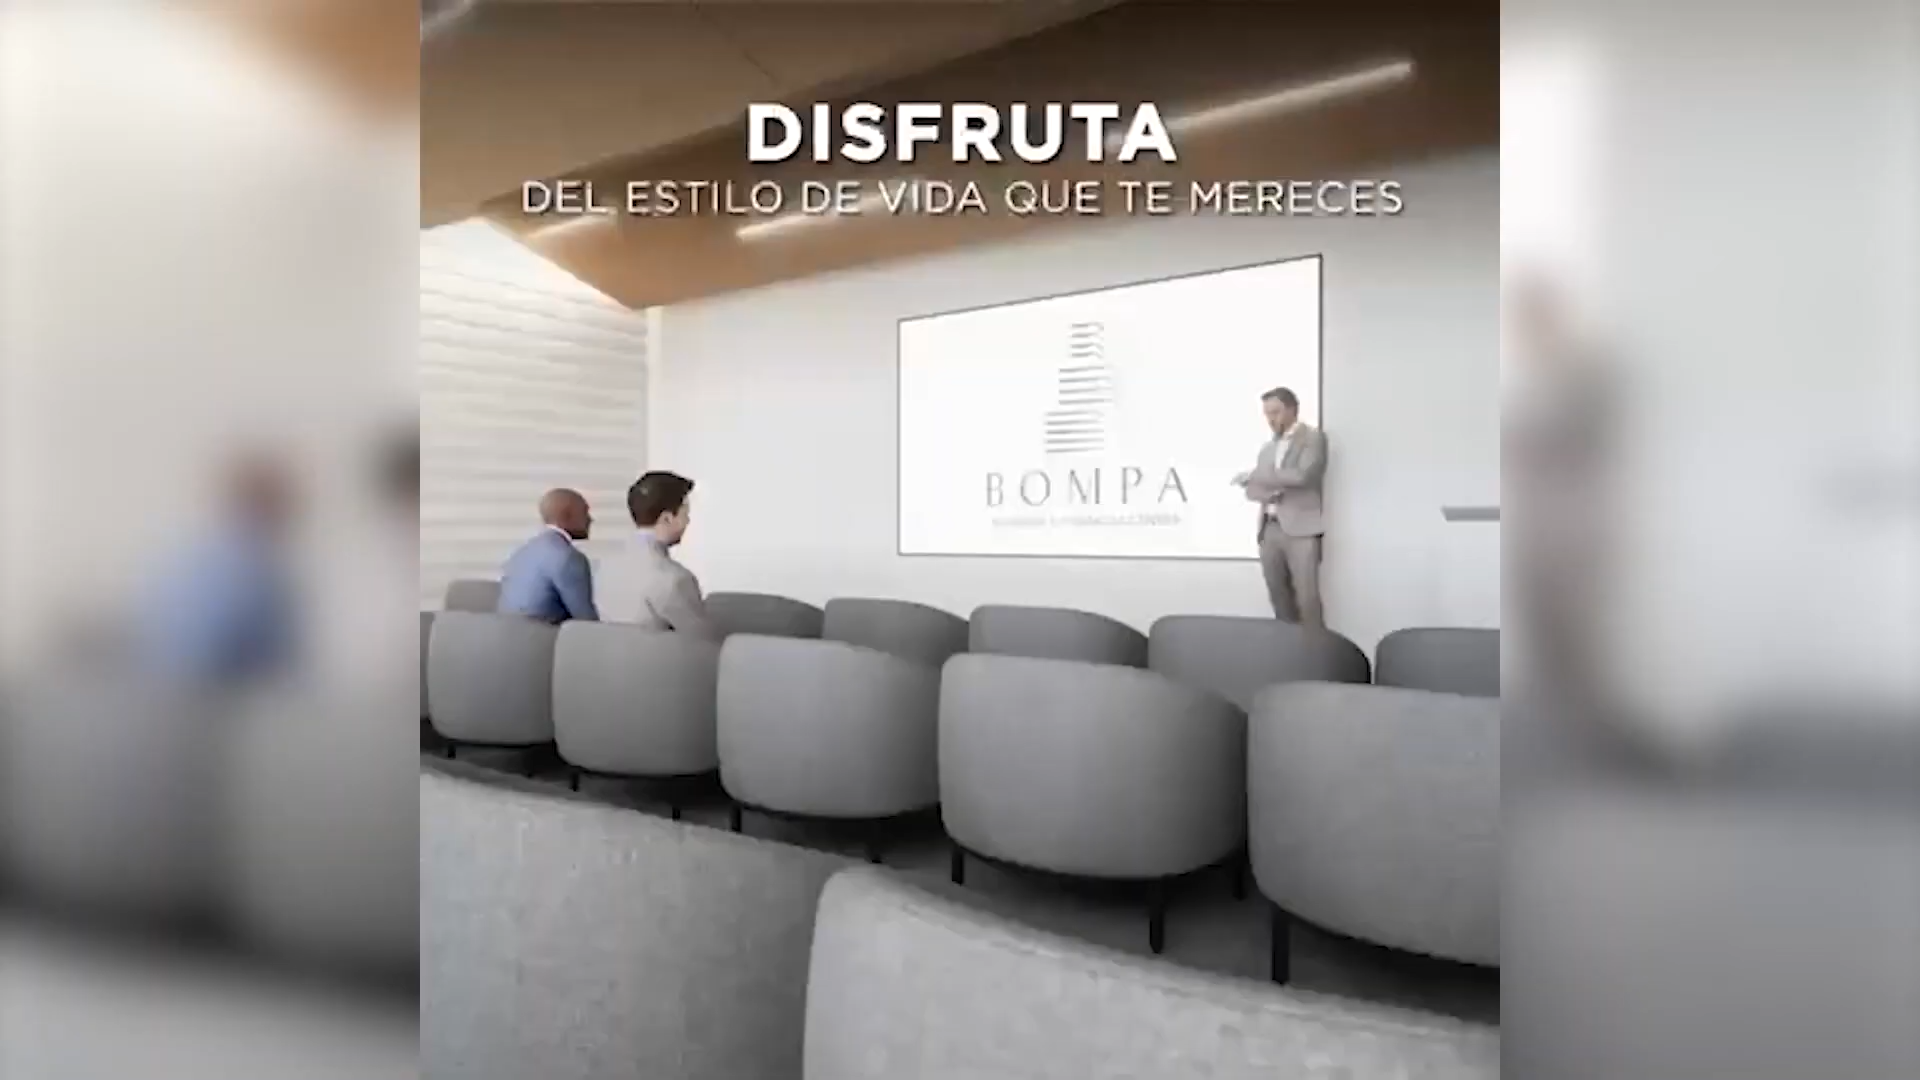 DISFRUTA
DEL ESTILO DE VIDA QUE TE MERECES
BOMPA